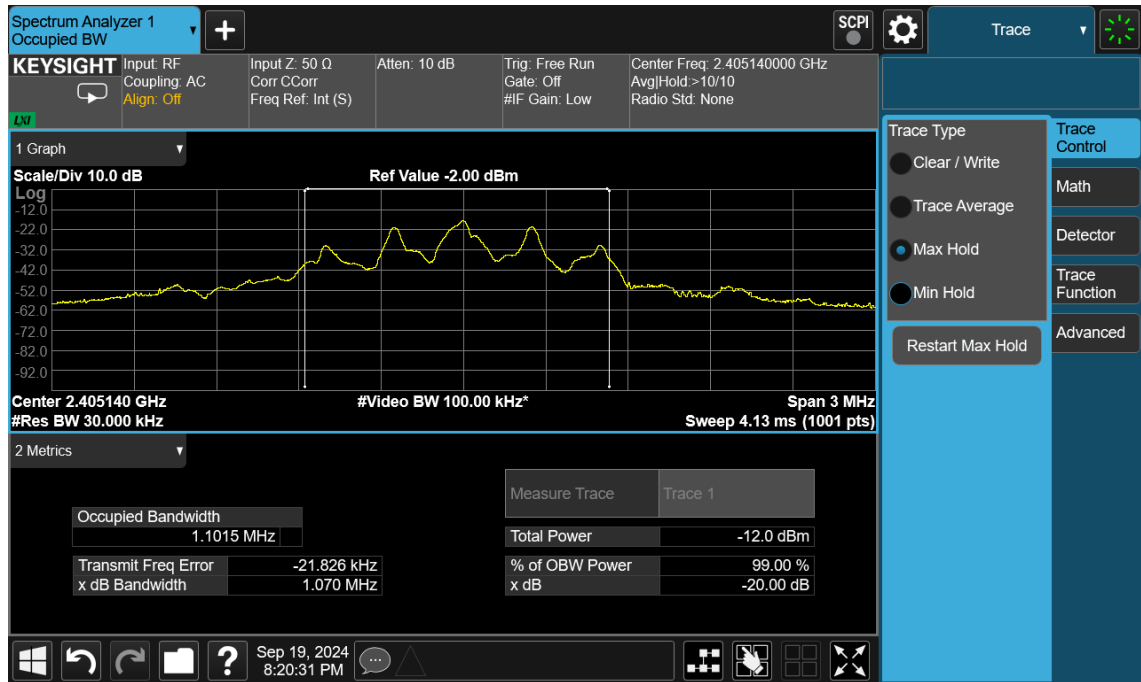 Spectrum Analyzer 1
Occupied BW
+
SCPI
Trace
KEYSIGHT
Input: RF
Coupling: AC
Align: Off
Input Z: 50 Ω
Corr CCorr
Freq Ref: Int (S)
Atten: 10 dB
Trig: Free Run
Gate: Off
#IF Gain: Low
Center Freq: 2.405140000 GHz
Avg|Hold:>10/10
Radio Std: None
LXI
1 Graph
Scale/Div 10.0 dB
Ref Value -2.00 dBm
Log
-12.0
-22.0
-32.0
-42.0
-52.0
-62.0
-72.0
-82.0
-92.0
Center 2.405140 GHz
#Video BW 100.00 kHz*
Span 3 MHz
#Res BW 30.000 kHz
Sweep 4.13 ms (1001 pts)
2 Metrics
Measure Trace
Trace 1
Occupied Bandwidth
1.1015 MHz
Total Power
-12.0 dBm
Transmit Freq Error
-21.826 kHz
% of OBW Power
99.00 %
x dB Bandwidth
1.070 MHz
x dB
-20.00 dB
Trace Type
Clear / Write
Trace Average
Max Hold
Min Hold
Restart Max Hold
Trace
Control
Math
Detector
Trace
Function
Advanced
?
Sep 19, 2024
8:20:31 PM